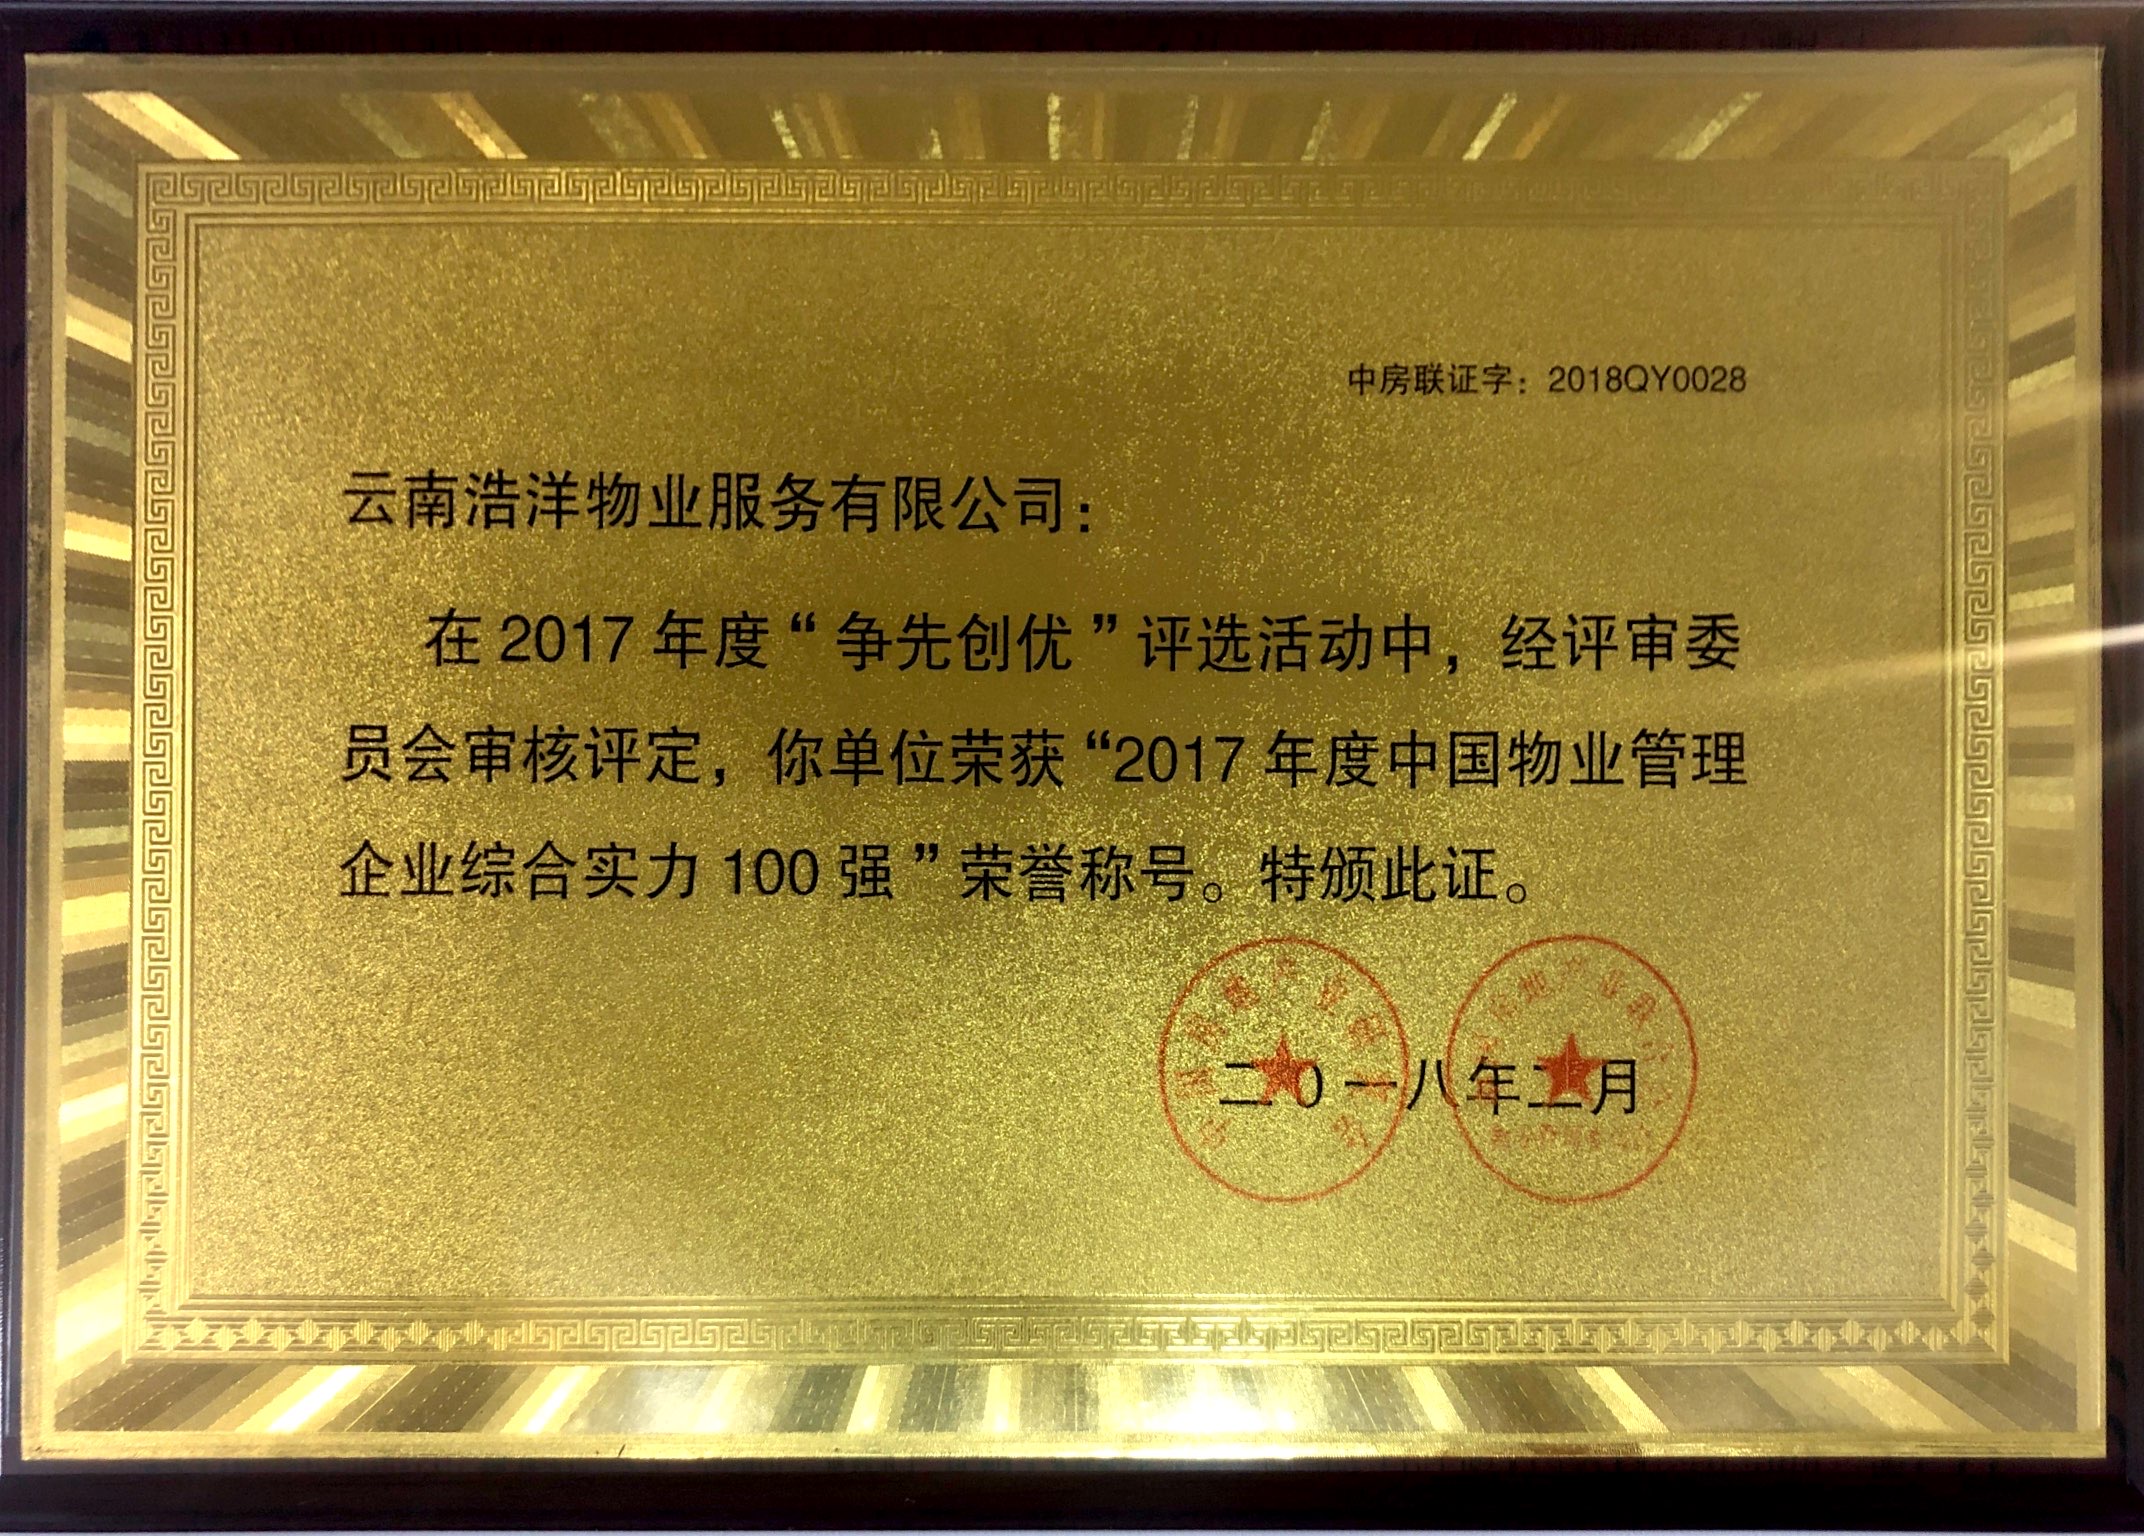 中房联证字：2018QY0028
云南浩洋物业服务有限公司：
在 2017 年度“争先创优”评选活动中，经评审委
员会审核评定，你单位荣获“2017 年度中国物业管理
企业综合实力 100 强”荣誉称号。特颁此证。
二0一八年二月